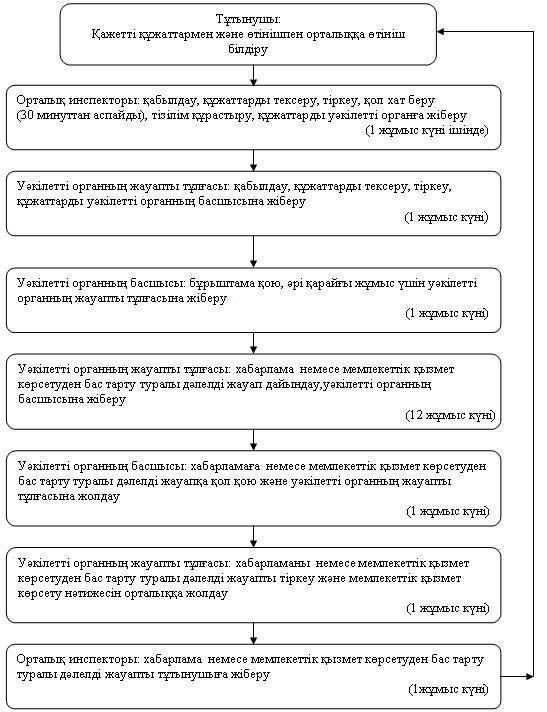 Тұтынушы:
Қажетті құжаттармен және өтінішпен орталыққа өтініш
білдіру
Орталық инспекторы: қабылдау, құжаттарды тексеру, тіркеу, қол хат беру
(30 минуттан аспайды), тізілім құрастыру, құжаттарды уәкілетті органға жіберу
(1 жұмыс күні ішінде)
Уәкілетті органның жауапты тұлғасы: қабылдау, құжаттарды тексеру, тіркеу,
құжаттарды уәкілетті органның басшысына жіберу
(1 жұмыс күні)
Уәкілетті органның басшысы: бұрыштама қою, әрі қарайғы жұмыс үшін уәкілетті
органның жауапты тұлғасына жіберу
(1 жұмыс күні)
Уәкілетті органның жауапты тұлғасы: хабарлама немесе мемлекеттік қызмет
көрсетуден бас тарту туралы дәлелді жауап дайындау,уәкілетті органның
басшысына жіберу
(12 жұмыс күні)
Уәкілетті органның басшысы: хабарламаға немесе мемлекеттік қызмет көрсетуден
бас тарту туралы дәлелді жауапқа қол қою және уәкілетті органның жауапты
тұлғасына жолдау
(1 жұмыс күні)
Уәкілетті органның жауапты тұлғасы: хабарламаны немесе мемлекеттік қызмет
көрсетуден бас тарту туралы дәлелді жауапты тіркеу және мемлекеттік қызмет
көрсету нәтижесін орталыққа жолдау
(1 жұмыс күні)
Орталық инспекторы: хабарлама немесе мемлекеттік қызмет көрсетуден бас тарту
туралы дәлелді жауапты тұтынушыға жіберу
(1жұмыс күні)